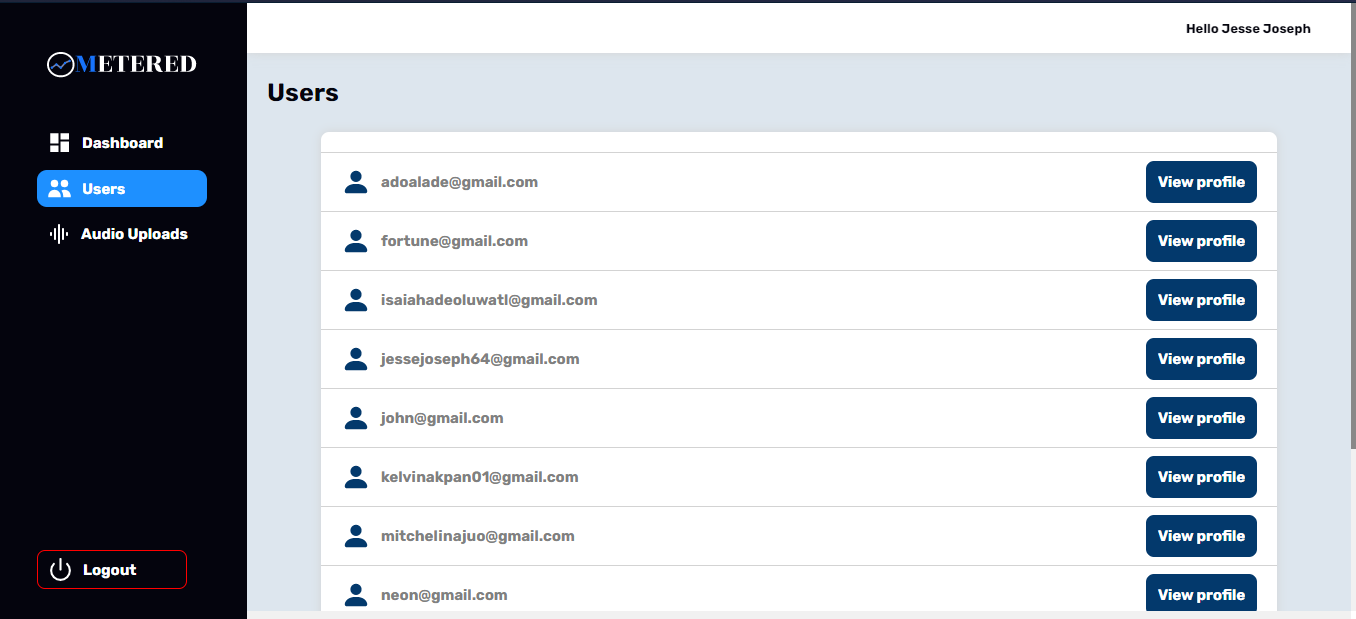 Hello Jesse Joseph
METERED
Users
Dashboard
Users
Audio Uploads
adoalade@gmail.com View profile
fortune@gmail.com View profile
isaiahadeoluwatl@gmail.com View profile
jessejoseph64@gmail.com View profile
john@gmail.com View profile
kelvinakpan01@gmail.com View profile
mitchelinajuo@gmail.com View profile
neon@gmail.com View profile
Logout